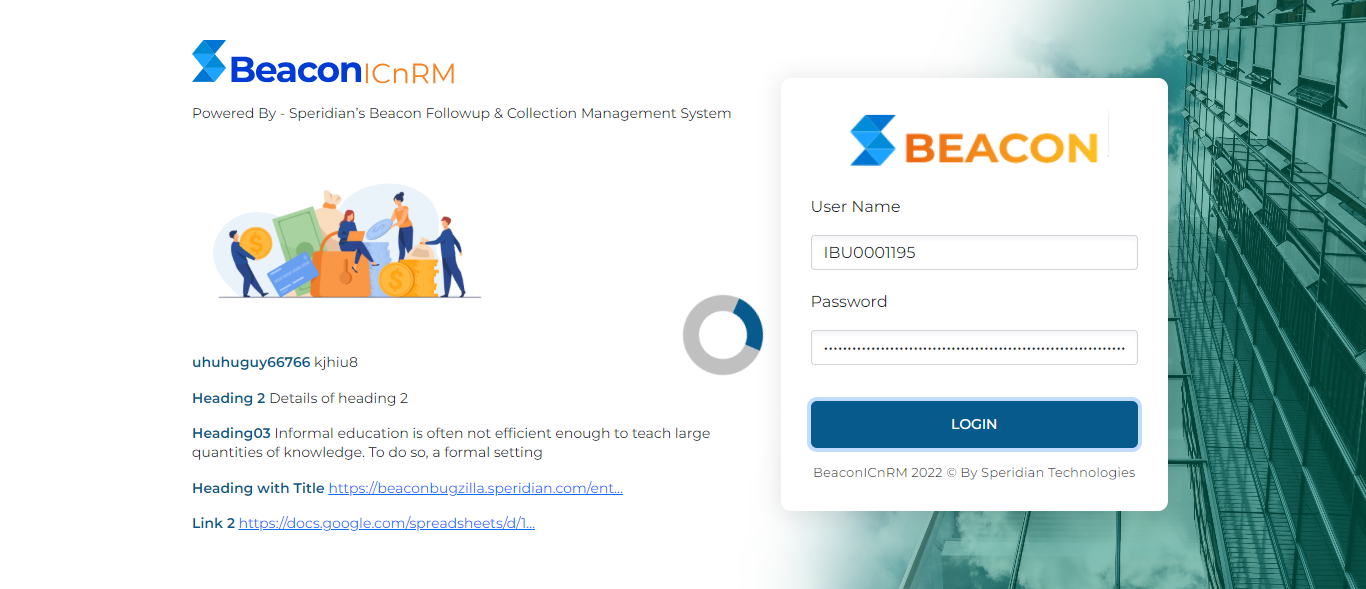 BeaconICnRM
Powered By - Speridian's Beacon Followup & Collection Management System
uhuhuguy66766 kjhiu8
Heading 2 Details of heading 2
Heading03 Informal education is often not efficient enough to teach large
quantities of knowledge. To do so, a formal setting
Heading with Title https://beaconbugzilla.speridian.com/ent...
Link 2 https://docs.google.com/spreadsheets/d/1...
BEACON
User Name
IBU0001195
Password
LOGIN
BeaconICnRM 2022 © By Speridian Technologies